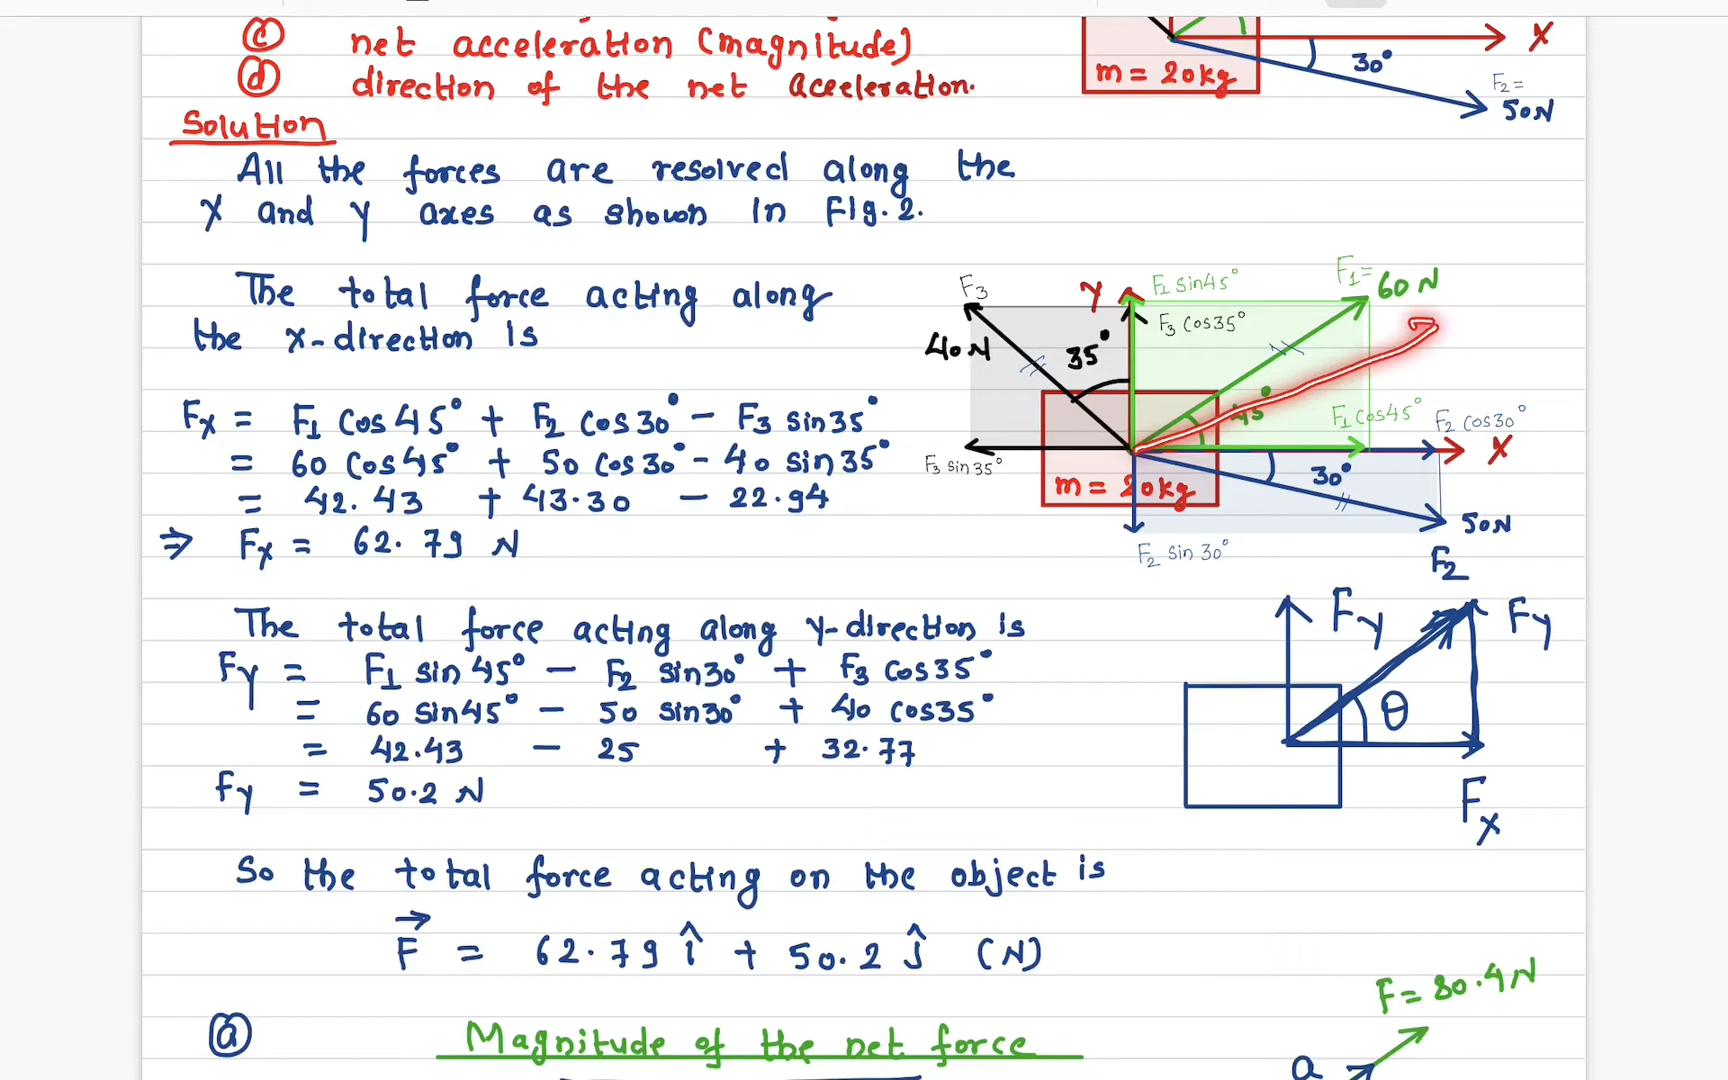 ⓒ net acceleration (magnitude)
ⓓ direction of the net acceleration.
X
30°
m = 20kg
F₂ =
50N
Solution
All the forces are resolved along the
X and Y axes as shown in Fig. 2.
The total force acting along
the x-direction is
Fx = F₁ cos 45° + F₂ cos 30° - F₃ sin 35°
= 60 cos 45° + 50 cos 30° - 40 sin 35°
= 42.43 + 43.30 - 22.94
⇒ Fx = 62.79 N
F₃
Y
F₁ sin 45°
F₁ =
60 N
F₃ cos 35°
40 N
35°
45°
F₁ cos 45°
F₂ cos 30°
X
F₃ sin 35°
m = 20kg
30°
50N
F₂ sin 30°
F₂
The total force acting along Y-direction is
Fy = F₁ sin 45° - F₂ sin 30° + F₃ cos 35°
= 60 sin 45° - 50 sin 30° + 40 cos 35°
= 42.43 - 25 + 32.77
Fy = 50.2 N
Fy
Fy
θ
Fx
So the total force acting on the object is
F⃗ = 62.79 î + 50.2 ĵ (N)
F = 80.4 N
ⓐ Magnitude of the net force
a